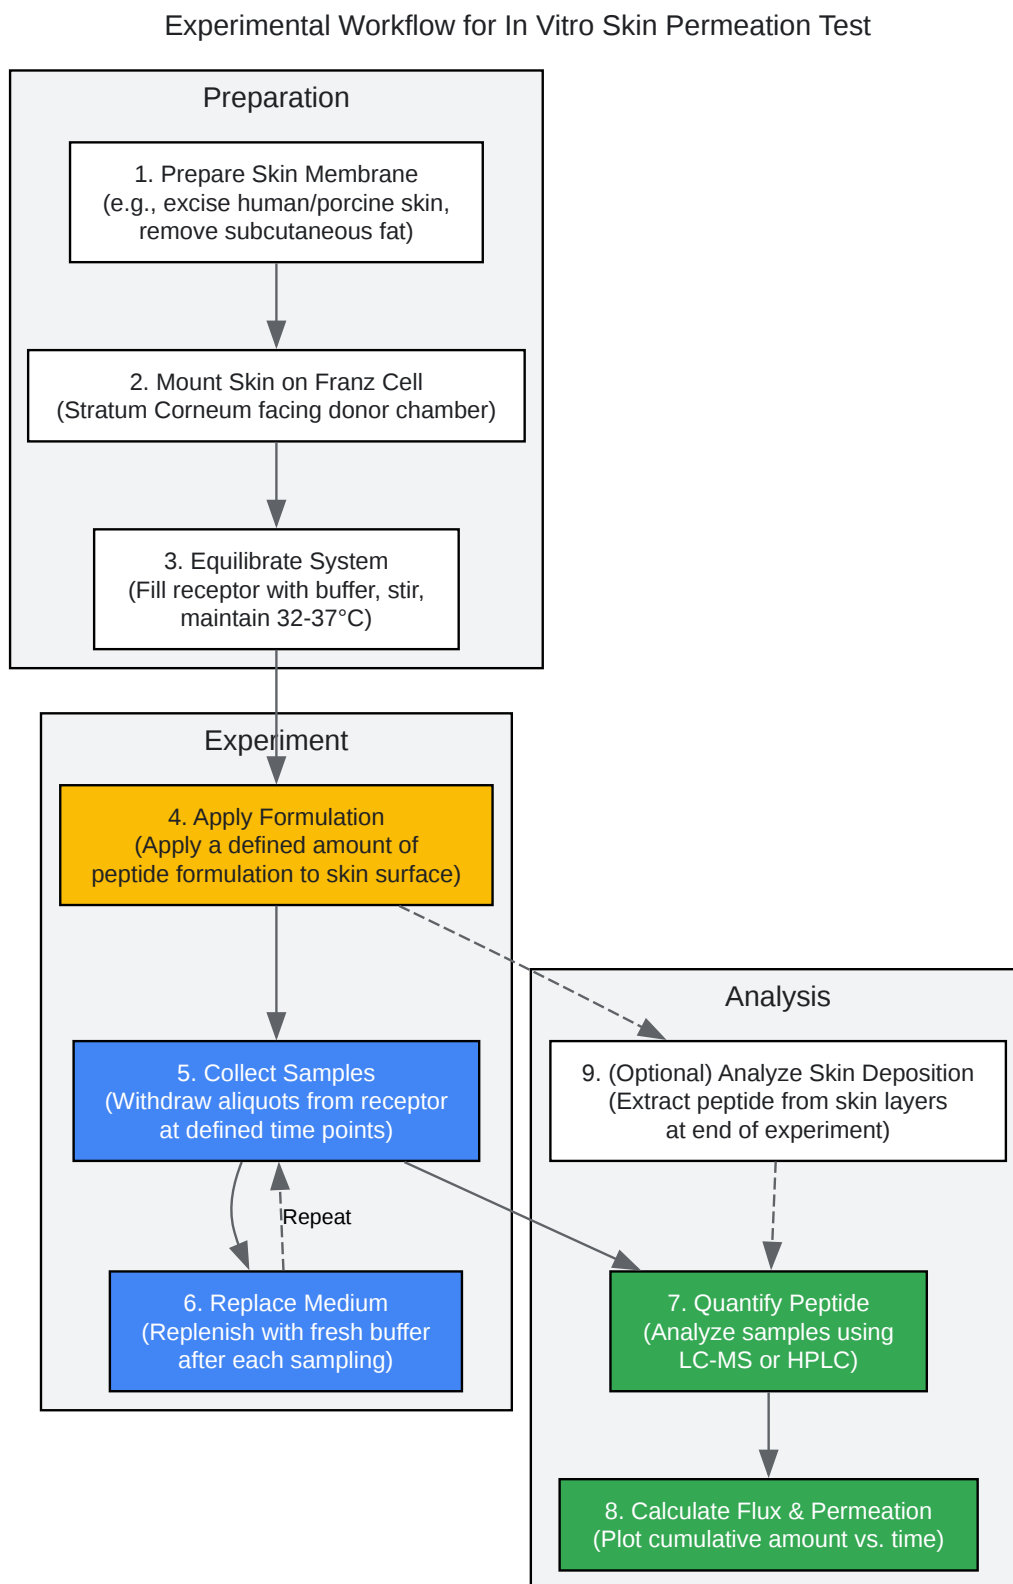 Experimental Workflow for In Vitro Skin Permeation Test
Preparation
1. Prepare Skin Membrane
(e.g., excise human/porcine skin,
remove subcutaneous fat)
2. Mount Skin on Franz Cell
(Stratum Corneum facing donor chamber)
3. Equilibrate System
(Fill receptor with buffer, stir,
maintain 32-37°C)
Experiment
4. Apply Formulation
(Apply a defined amount of
peptide formulation to skin surface)
5. Collect Samples
(Withdraw aliquots from receptor
at defined time points)
Repeat
6. Replace Medium
(Replenish with fresh buffer
after each sampling)
Analysis
9. (Optional) Analyze Skin Deposition
(Extract peptide from skin layers
at end of experiment)
7. Quantify Peptide
(Analyze samples using
LC-MS or HPLC)
8. Calculate Flux & Permeation
(Plot cumulative amount vs. time)